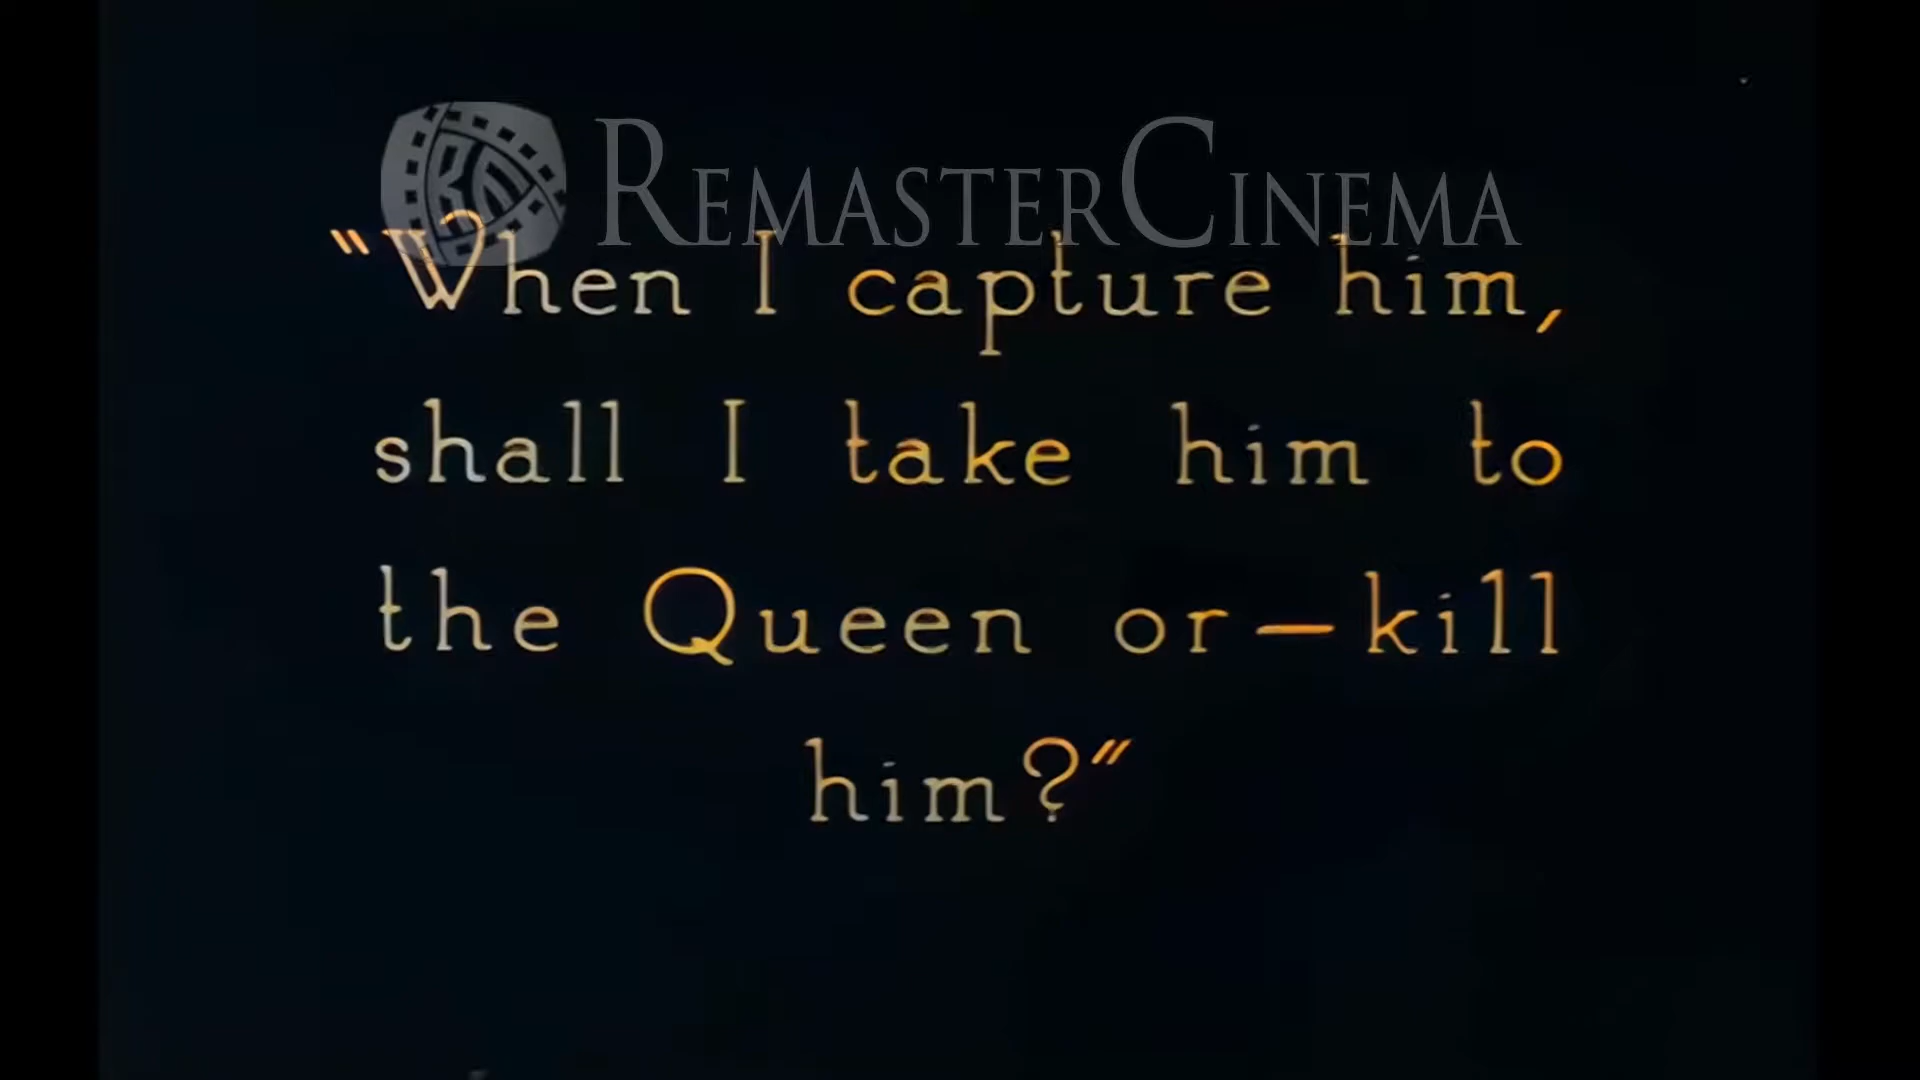 REMASTERCINEMA
"When I capture him,
shall I take him to
the Queen or—kill
him?"